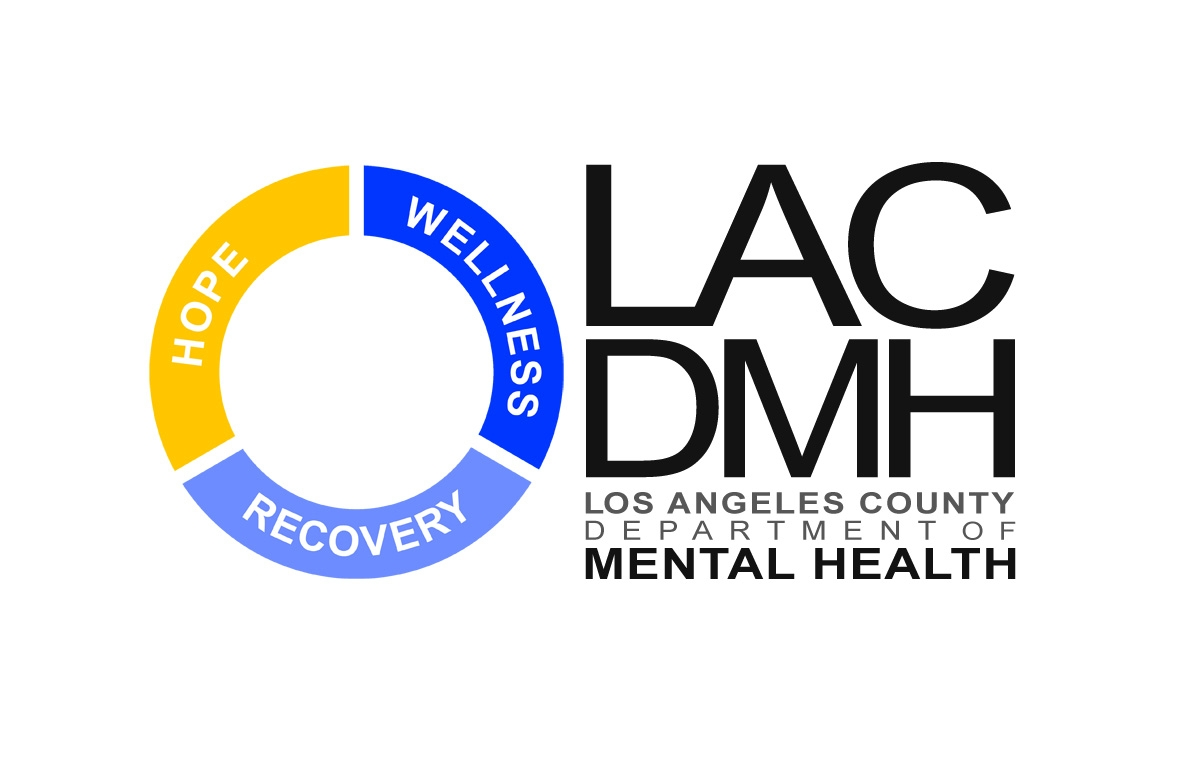 HOPE
WELLNESS
RECOVERY
LAC
DMH
LOS ANGELES COUNTY
DEPARTMENT OF
MENTAL HEALTH